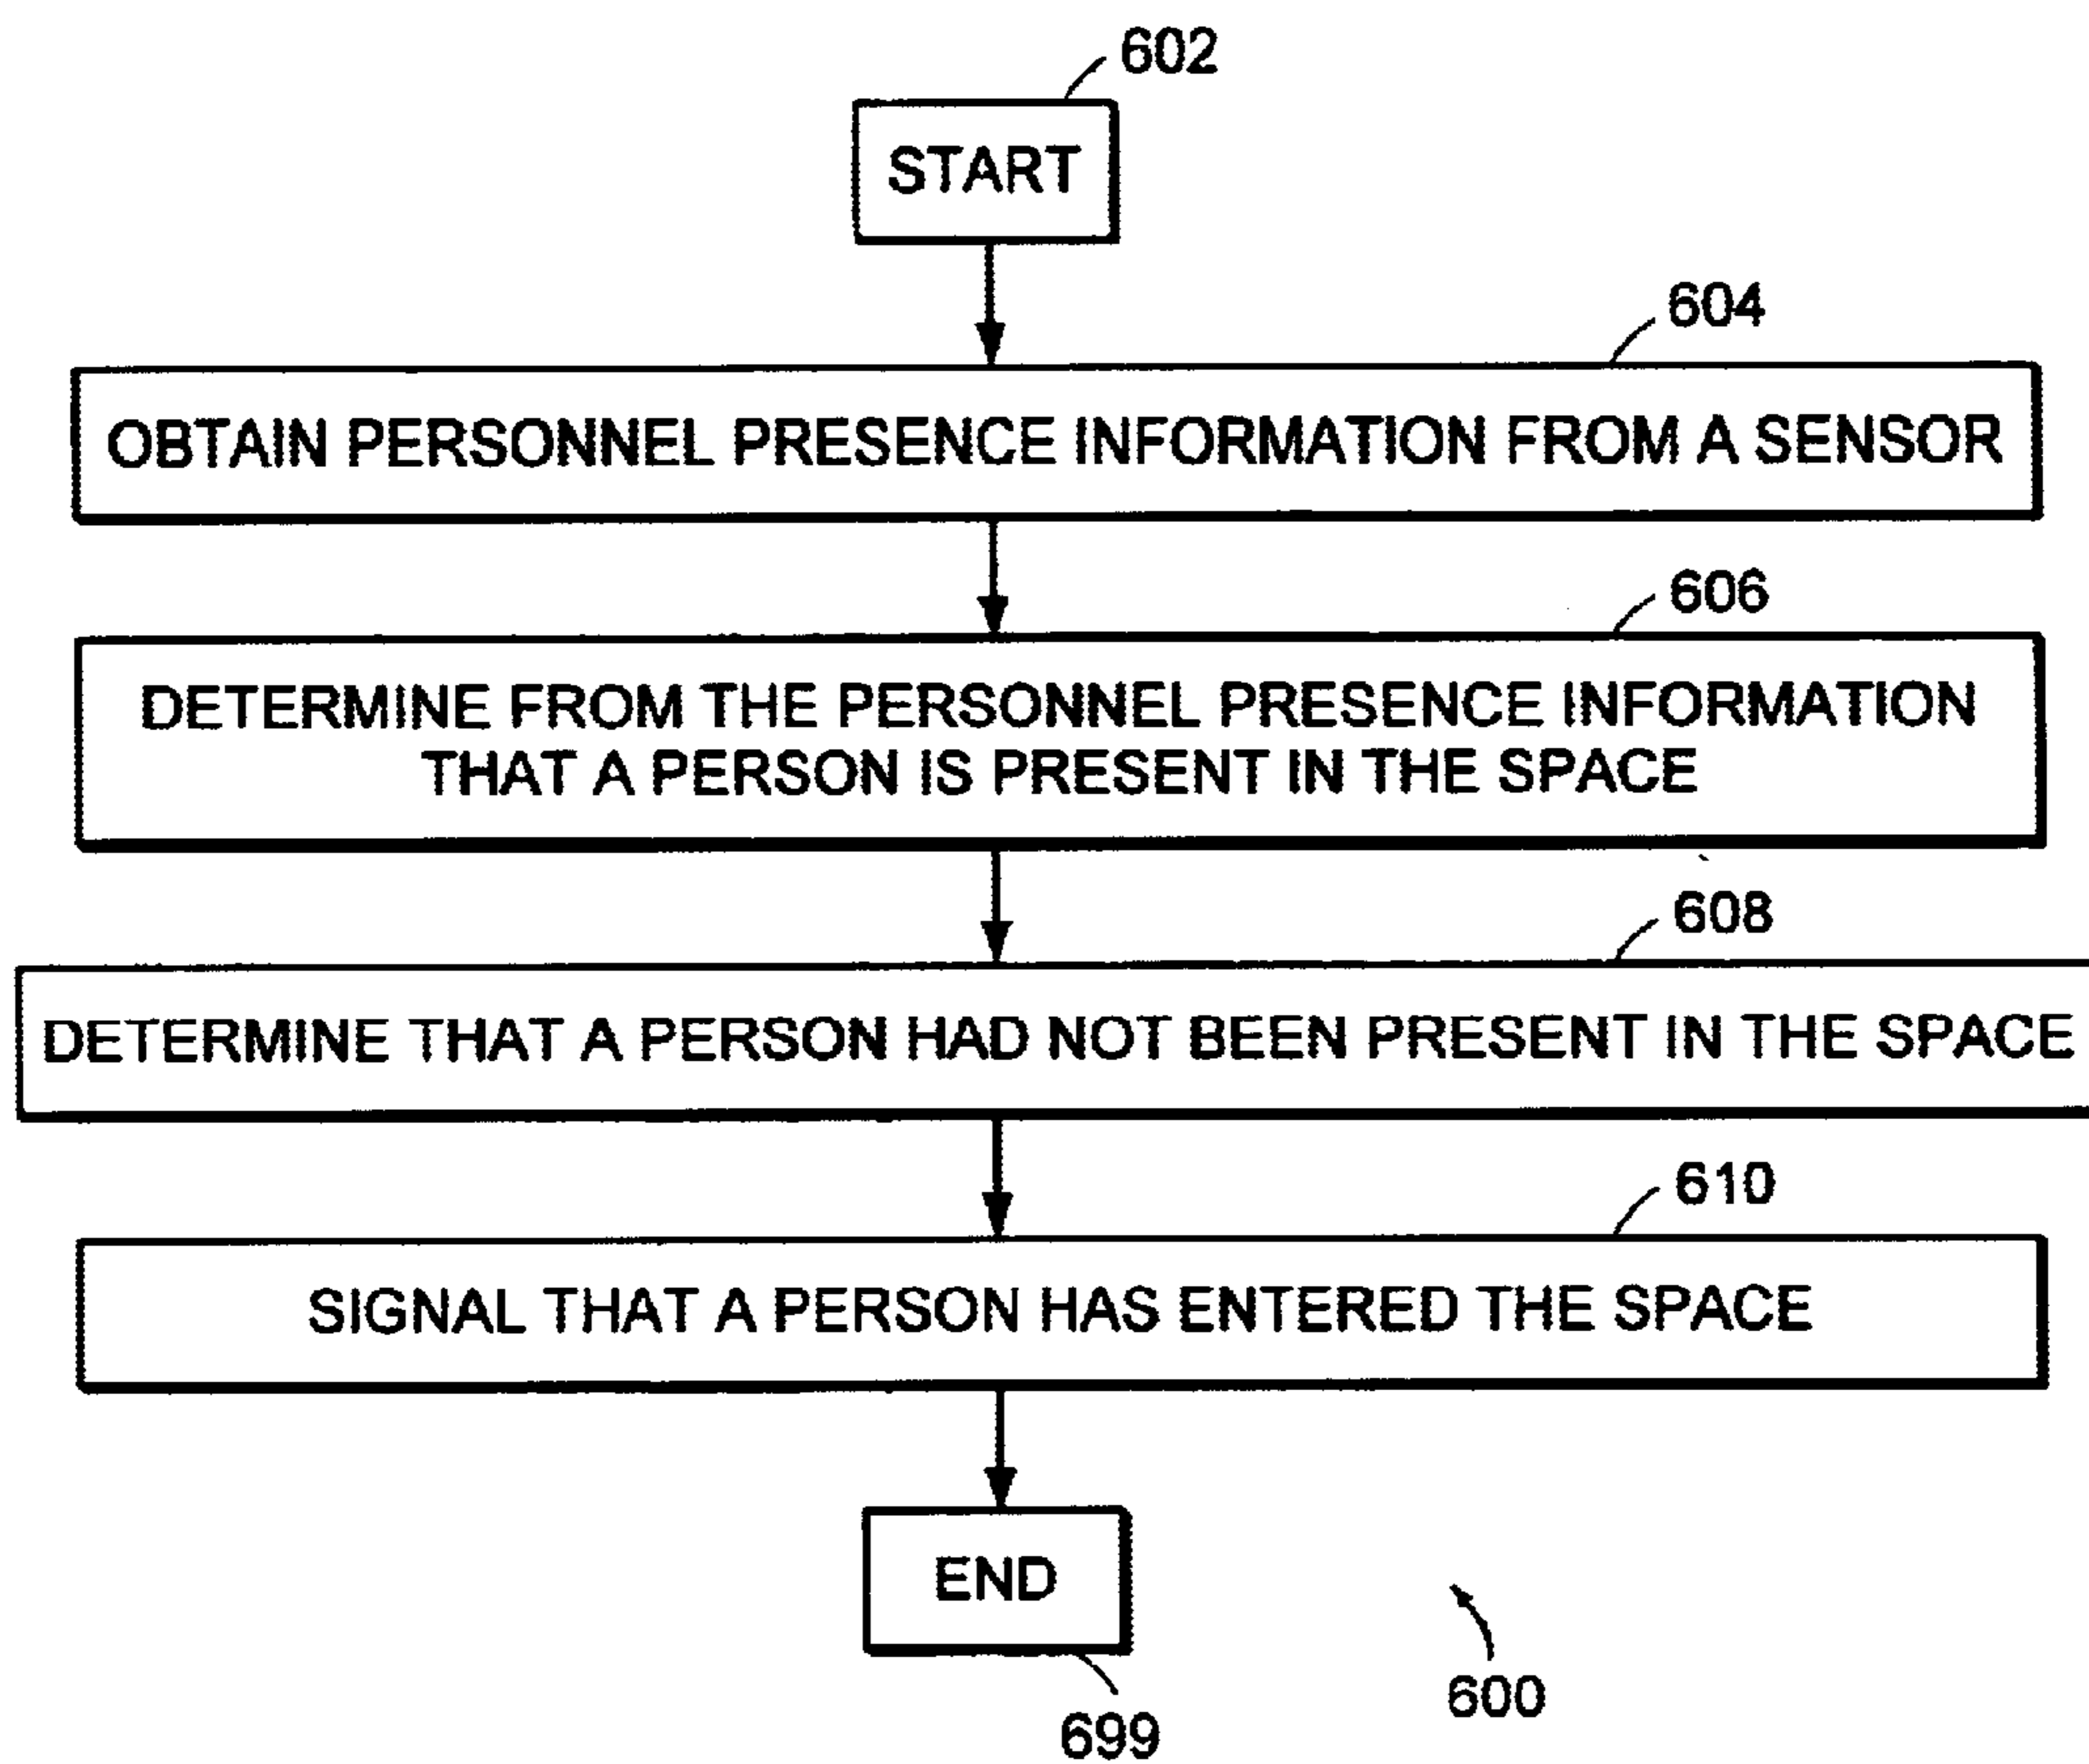 602
START
604
OBTAIN PERSONNEL PRESENCE INFORMATION FROM A SENSOR
606
DETERMINE FROM THE PERSONNEL PRESENCE INFORMATION
THAT A PERSON IS PRESENT IN THE SPACE
608
DETERMINE THAT A PERSON HAD NOT BEEN PRESENT IN THE SPACE
610
SIGNAL THAT A PERSON HAS ENTERED THE SPACE
END
600
699